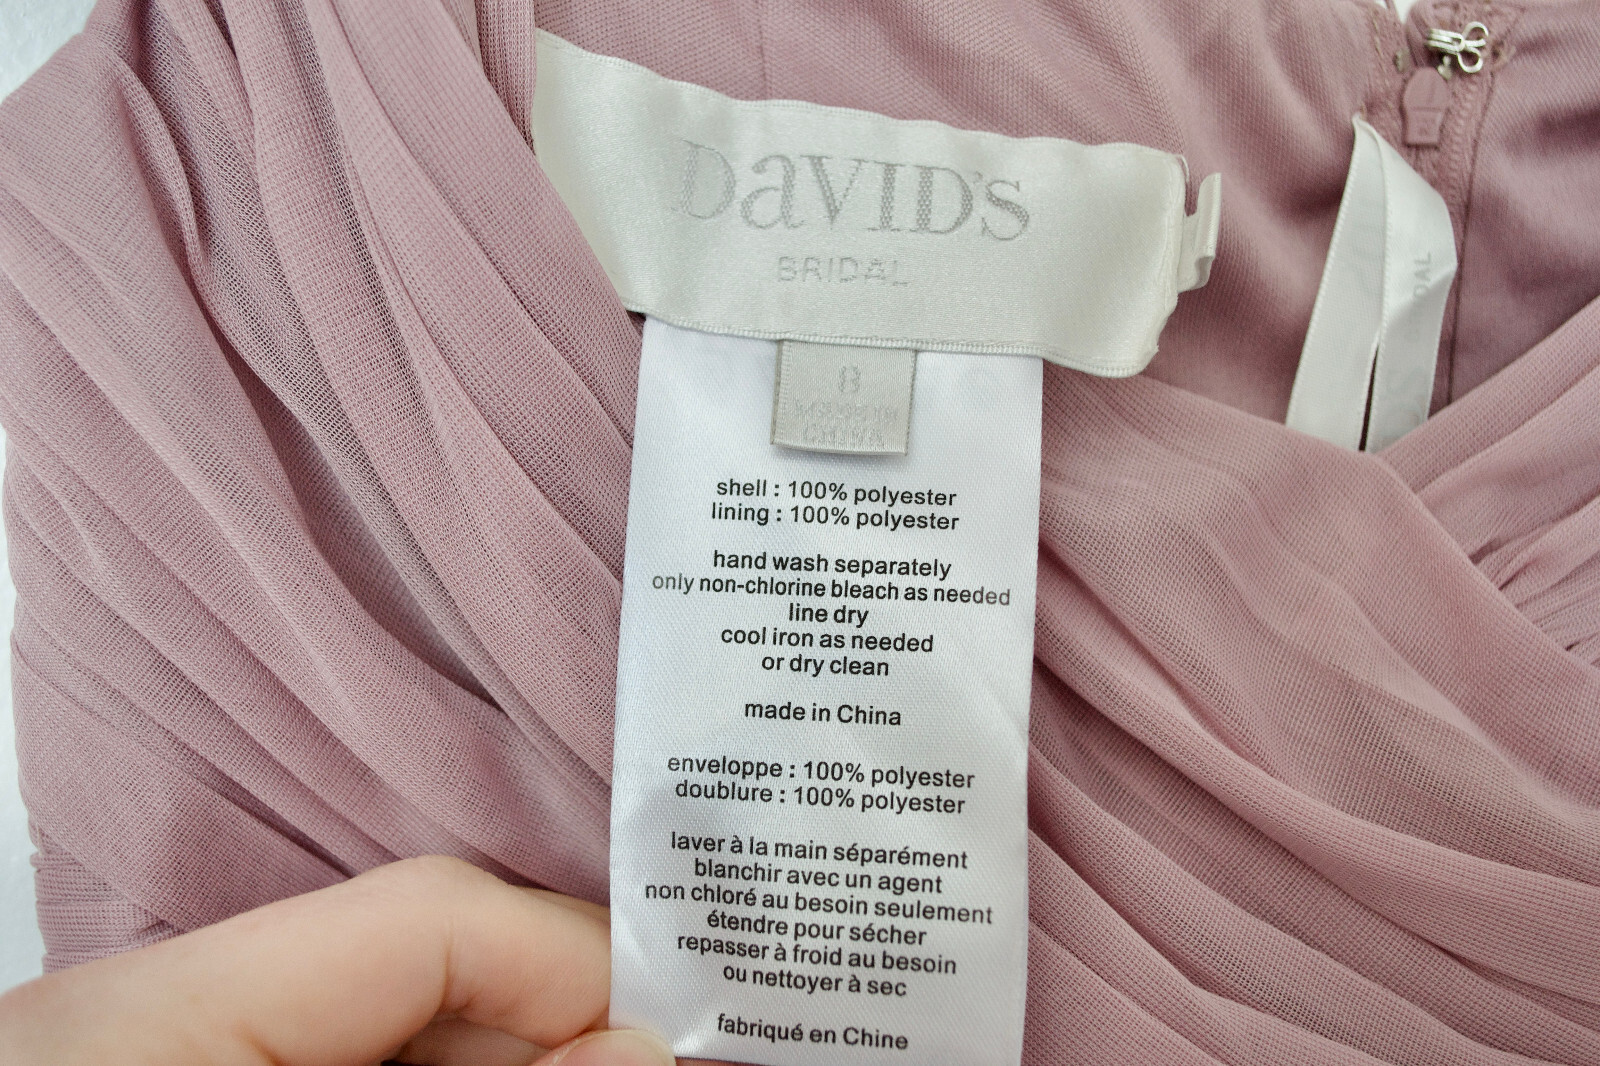 DaVID'S
BRIDAL
8
CHINA
shell : 100% polyester
lining : 100% polyester
hand wash separately
only non-chlorine bleach as needed
line dry
cool iron as needed
or dry clean
made in China
enveloppe : 100% polyester
doublure : 100% polyester
laver à la main séparément
blanchir avec un agent
non chloré au besoin seulement
étendre pour sécher
repasser à froid au besoin
ou nettoyer à sec
fabriqué en Chine